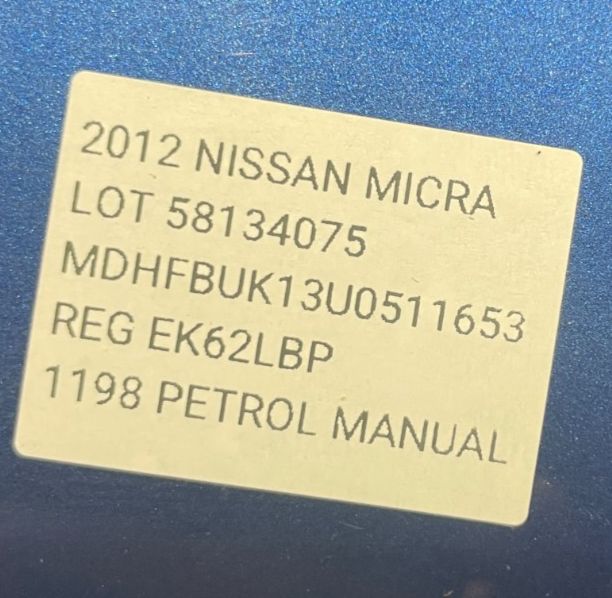 2012 NISSAN MICRA
LOT 58134075
MDHFBUK13U0511653
REG EK62LBP
1198 PETROL MANUAL